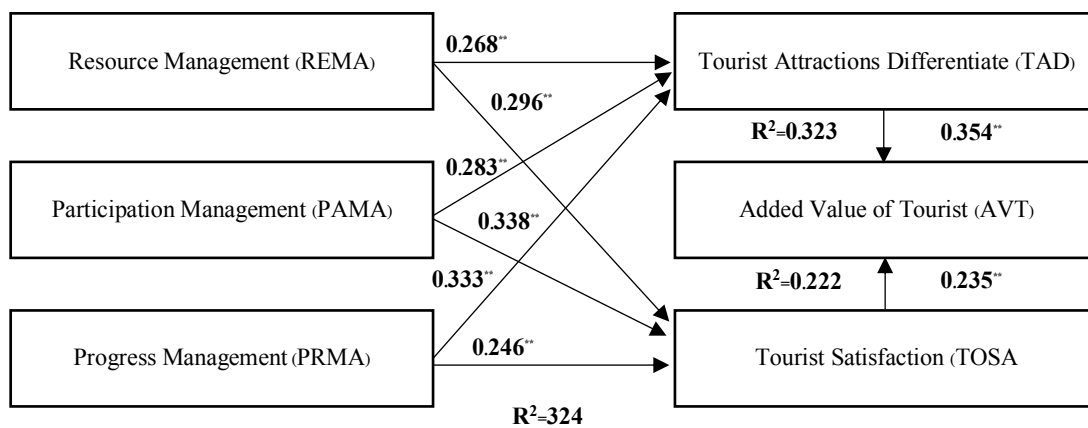 Resource Management (REMA)
0.268**
Tourist Attractions Differentiate (TAD)
0.296**
R²=0.323
0.354**
Participation Management (PAMA)
0.283**
0.338**
Added Value of Tourist (AVT)
0.333**
R²=0.222
0.235**
Progress Management (PRMA)
0.246**
Tourist Satisfaction (TOSA
R²=324